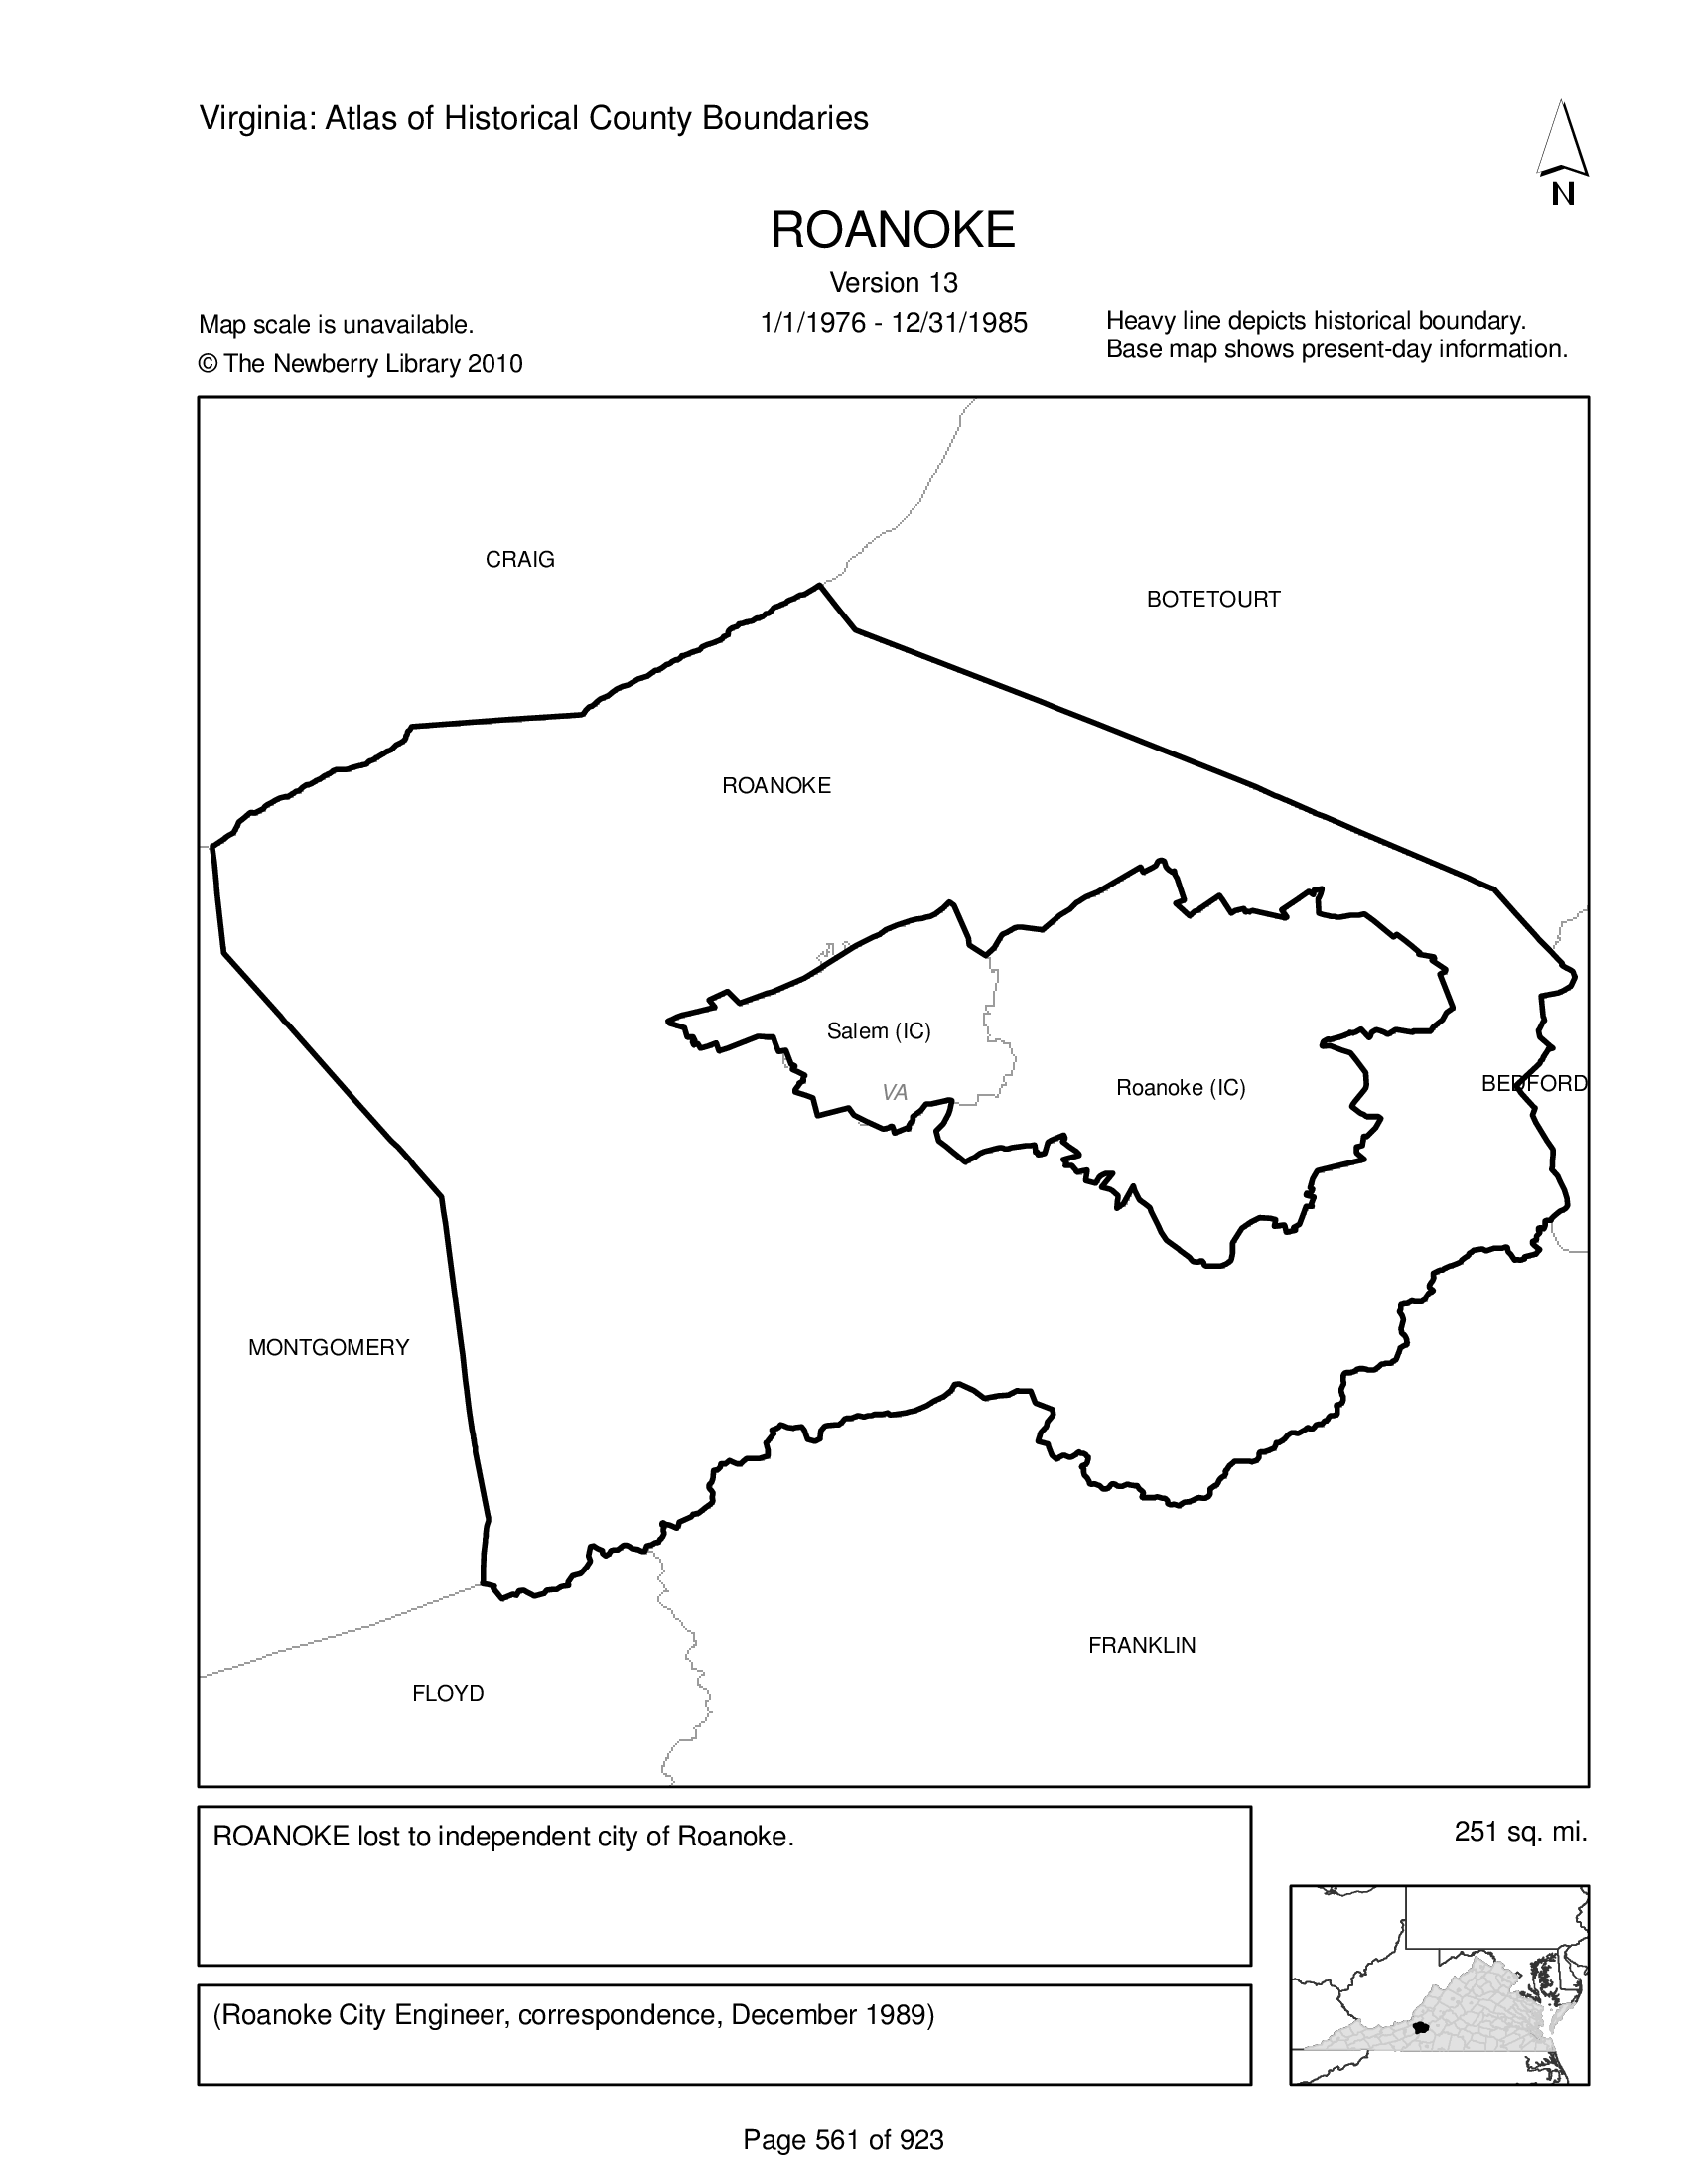 Virginia: Atlas of Historical County Boundaries
N
ROANOKE
Version 13
1/1/1976 - 12/31/1985
Map scale is unavailable.
© The Newberry Library 2010
Heavy line depicts historical boundary.
Base map shows present-day information.
CRAIG
BOTETOURT
ROANOKE
Salem (IC)
VA
Roanoke (IC)
BEDFORD
MONTGOMERY
FRANKLIN
FLOYD
ROANOKE lost to independent city of Roanoke.
251 sq. mi.
(Roanoke City Engineer, correspondence, December 1989)
Page 561 of 923